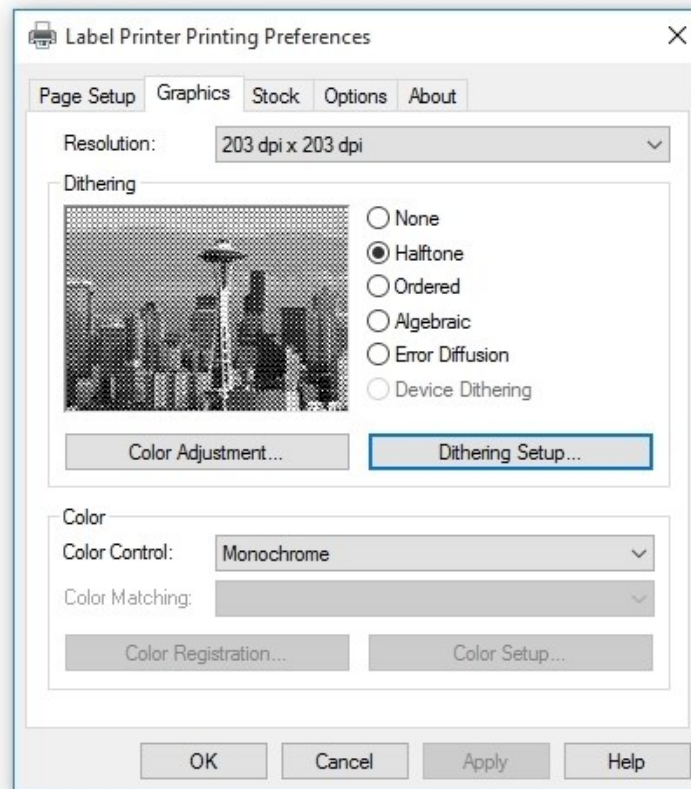 Label Printer Printing Preferences
Page Setup Graphics Stock Options About
Resolution: 203 dpi x 203 dpi
Dithering
None
Halftone
Ordered
Algebraic
Error Diffusion
Device Dithering
Color Adjustment... Dithering Setup...
Color
Color Control: Monochrome
Color Matching:
Color Registration... Color Setup...
OK Cancel Apply Help